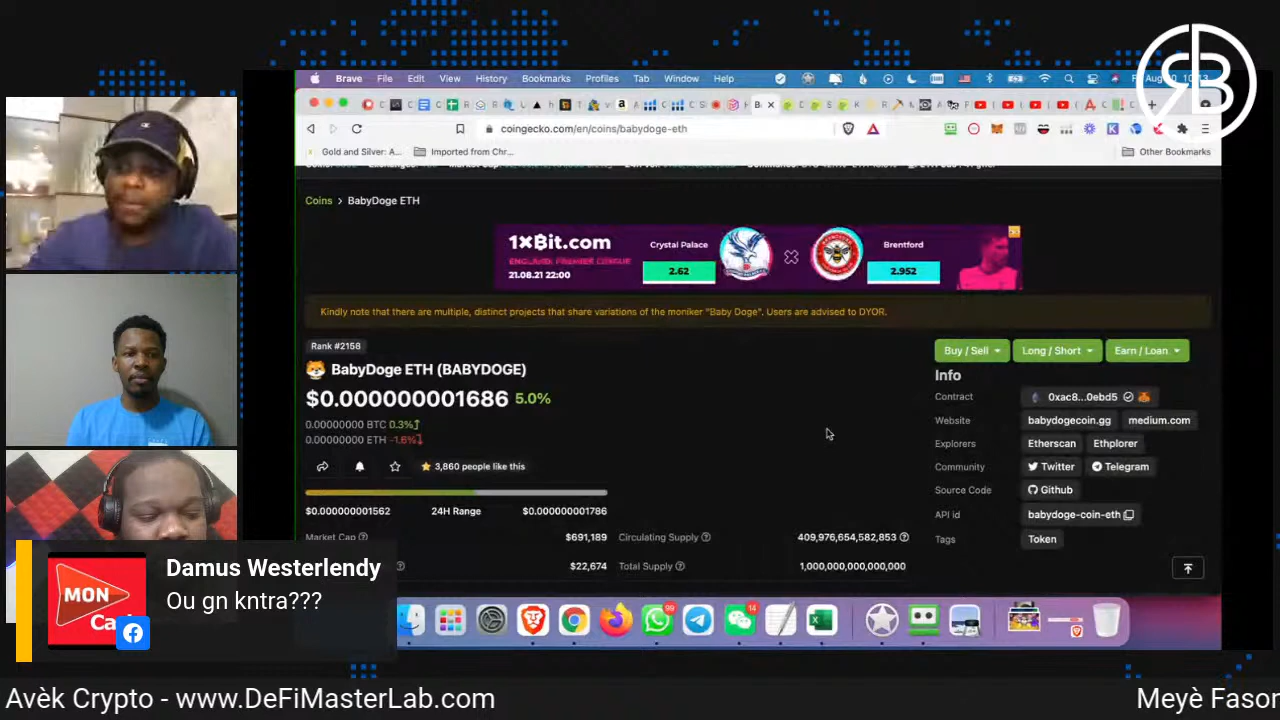 Brave File Edit View History Bookmarks Profiles Tab Window Help
coingecko.com/en/coins/babydoge-eth
Gold and Silver: A... Imported from Chr... Other Bookmarks
Coins > BabyDoge ETH
1XBit.com
ENGLAND. PREMIER LEAGUE
21.08.21 22:00
Crystal Palace
2.62
Brentford
2.952
Kindly note that there are multiple, distinct projects that share variations of the moniker "Baby Doge". Users are advised to DYOR.
Rank #2158
BabyDoge ETH (BABYDOGE)
$0.000000001686 5.0%
0.00000000 BTC 0.3%
0.00000000 ETH -1.6%
3,860 people like this
$0.000000001562 24H Range $0.000000001786
Market Cap $691,189
$22,674
Circulating Supply 409,976,654,582,853
Total Supply 1,000,000,000,000,000
Buy / Sell Long / Short Earn / Loan
Info
Contract 0xac8...0ebd5
Website babydogecoin.gg medium.com
Explorers Etherscan Ethplorer
Community Twitter Telegram
Source Code Github
API id babydoge-coin-eth
Tags Token
99
14
MON
Ca
Damus Westerlendy
Ou gn kntra???
Avèk Crypto - www.DeFiMasterLab.com
Meyè Fason